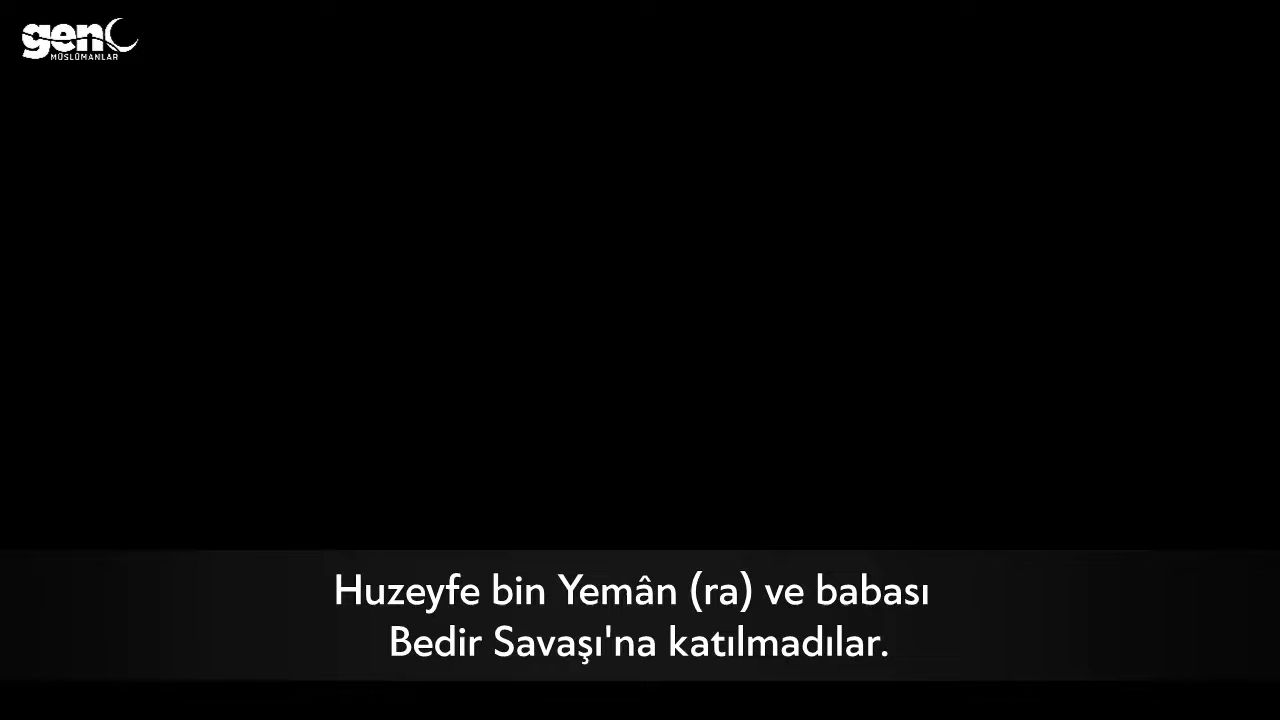 genç
MÜSLÜMANLAR
Huzeyfe bin Yemân (ra) ve babası
Bedir Savaşı'na katılmadılar.